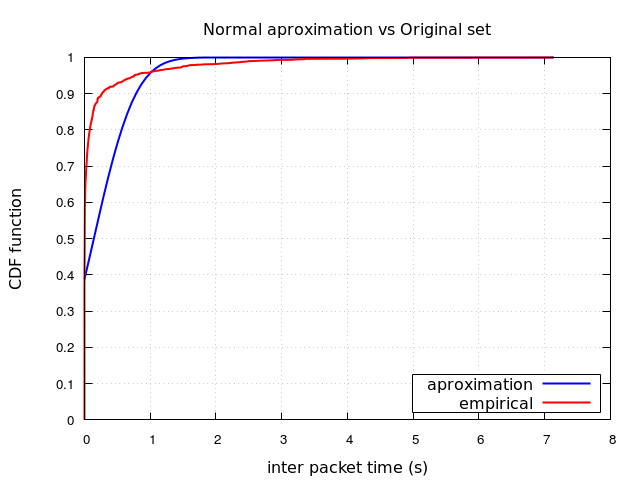 Normal aproximation vs Original set
1
0.9
0.8
0.7
0.6
0.5
0.4
0.3
0.2
0.1
0
CDF function
aproximation
empirical
0 1 2 3 4 5 6 7 8
inter packet time (s)